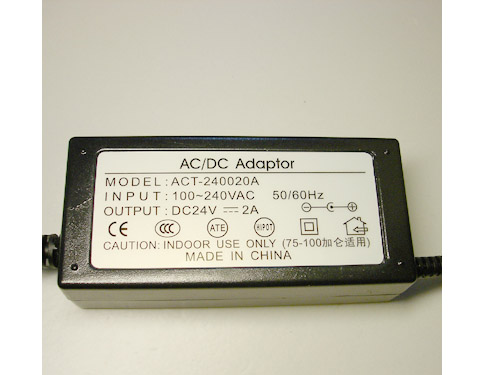 AC/DC Adaptor
MODEL: ACT-240020A
INPUT: 100~240VAC 50/60Hz
OUTPUT: DC24V ⎓ 2A
CE CCC ATE HIPOT
CAUTION: INDOOR USE ONLY (75-100加仑适用)
MADE IN CHINA